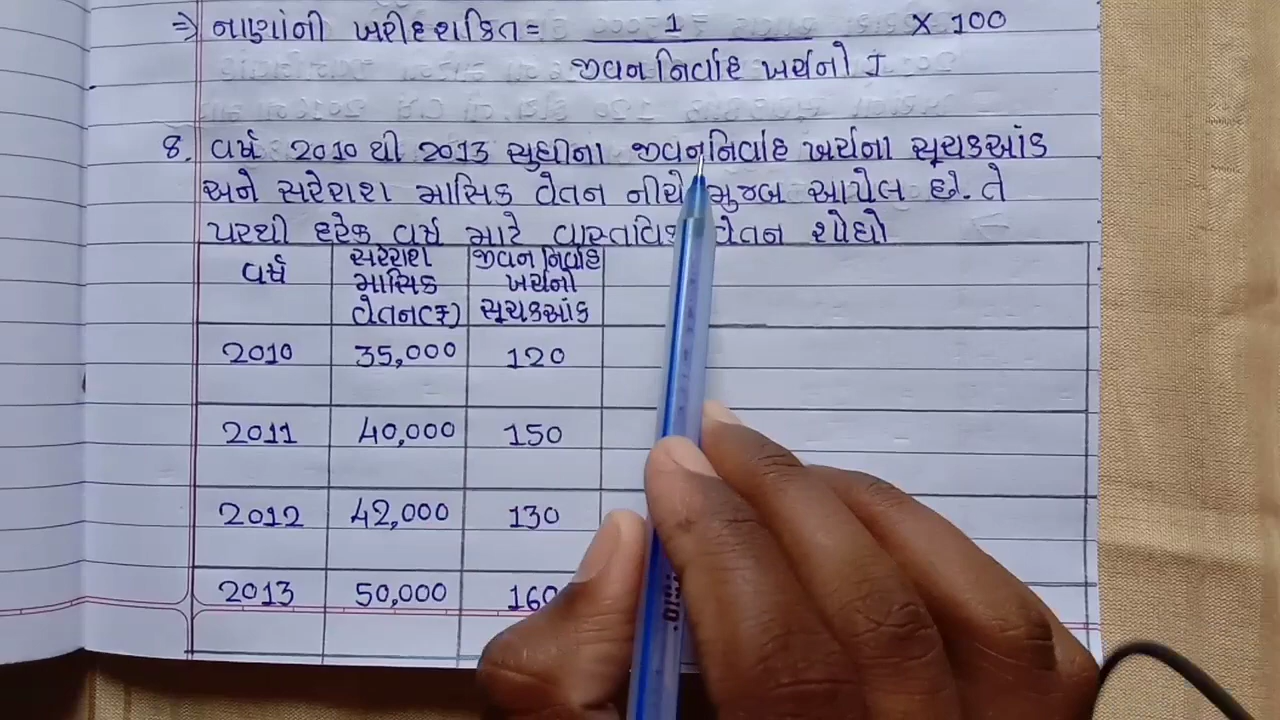 ⇒ નાણાંની ખરીદશકિત = 1 X 100
જીવનનિર્વાહ ખર્ચનો I
8. વર્ષ 2010 થી 2013 સુધીના જીવનનિર્વાહ ખર્ચના સૂચકઆંક
અને સરેરાશ માસિક વેતન નીચે મુજબ આપેલ છે. તે
પરથી દરેક વર્ષ માટે વાસ્તવિક વેતન શોધો
વર્ષ સરેરાશ માસિક વેતન(રૂ) જીવનનિર્વાહ ખર્ચનો સૂચકઆંક
2010 35,000 120
2011 40,000 150
2012 42,000 130
2013 50,000 160